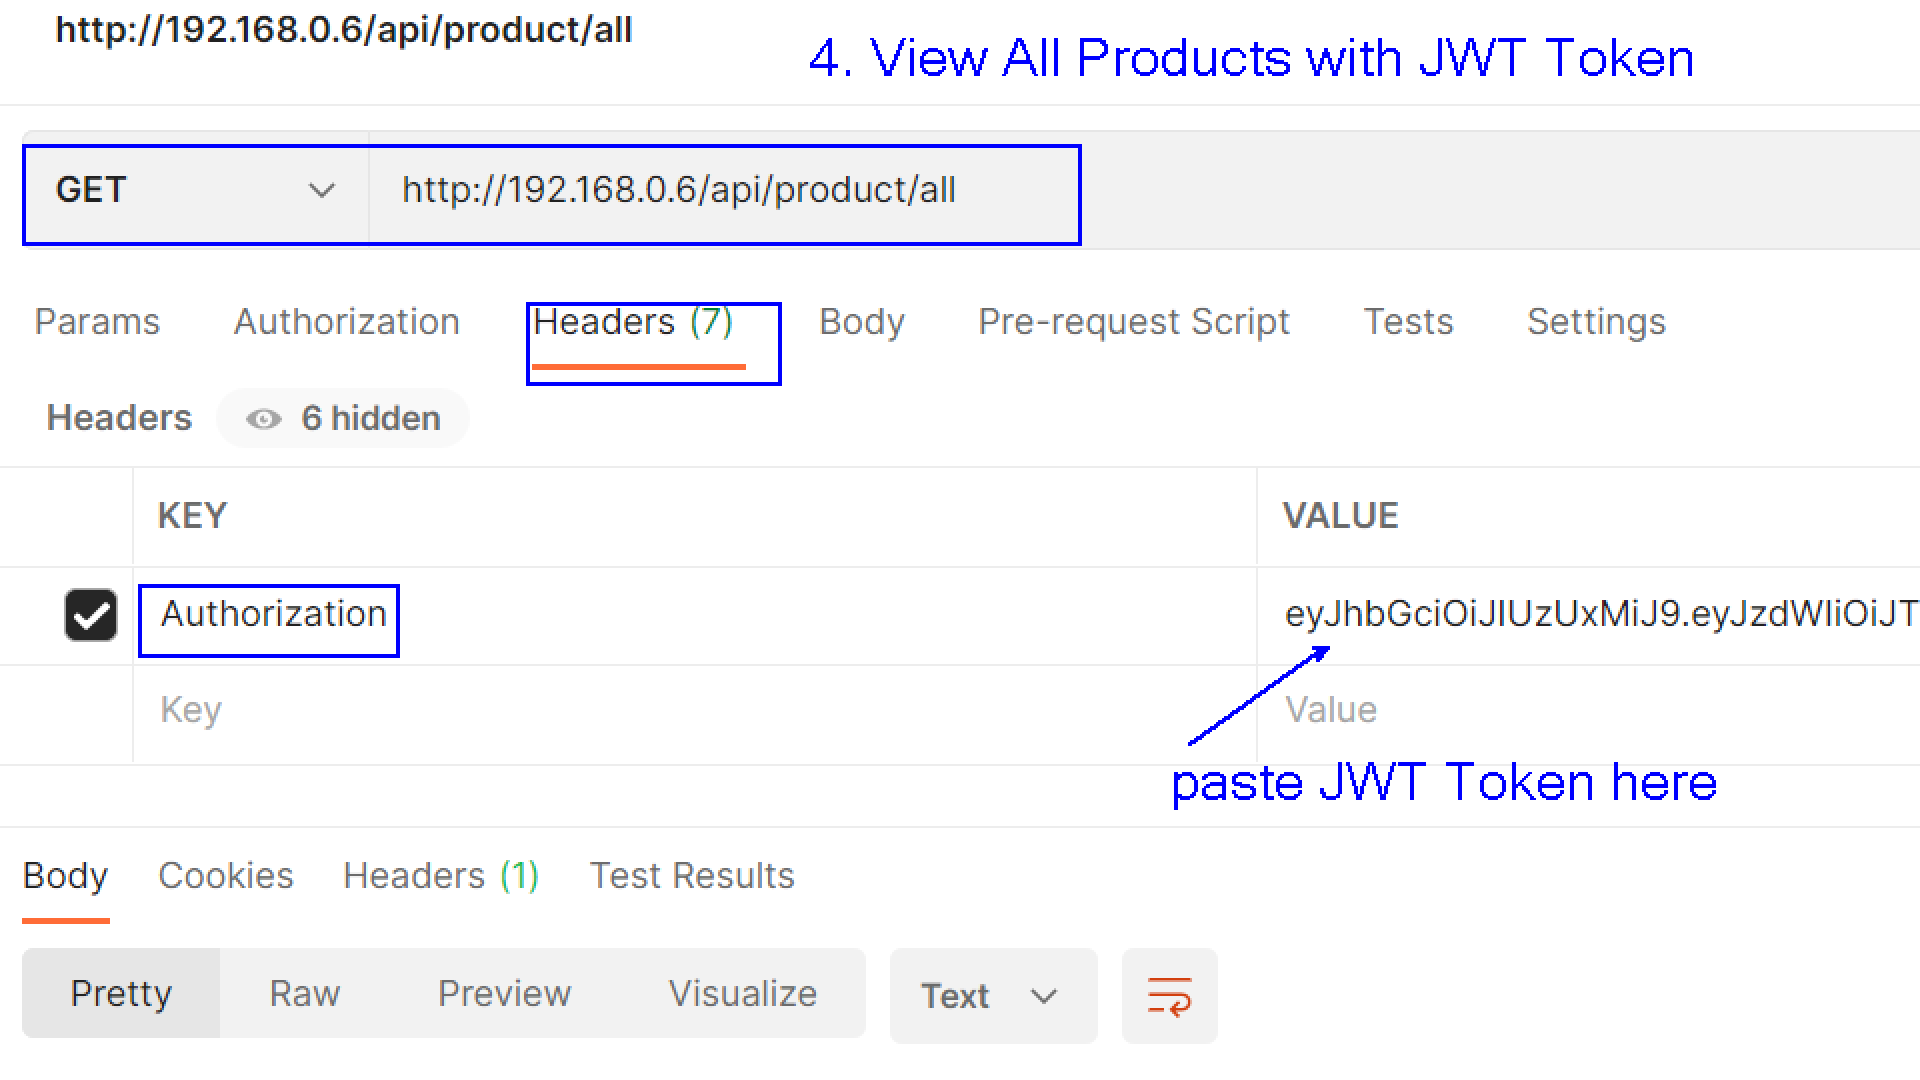 http://192.168.0.6/api/product/all
4. View All Products with JWT Token
GET http://192.168.0.6/api/product/all
Params Authorization Headers (7) Body Pre-request Script Tests Settings
Headers 6 hidden
KEY VALUE
Authorization eyJhbGciOiJIUzUxMiJ9.eyJzdWIiOiJT
Key Value
paste JWT Token here
Body Cookies Headers (1) Test Results
Pretty Raw Preview Visualize Text